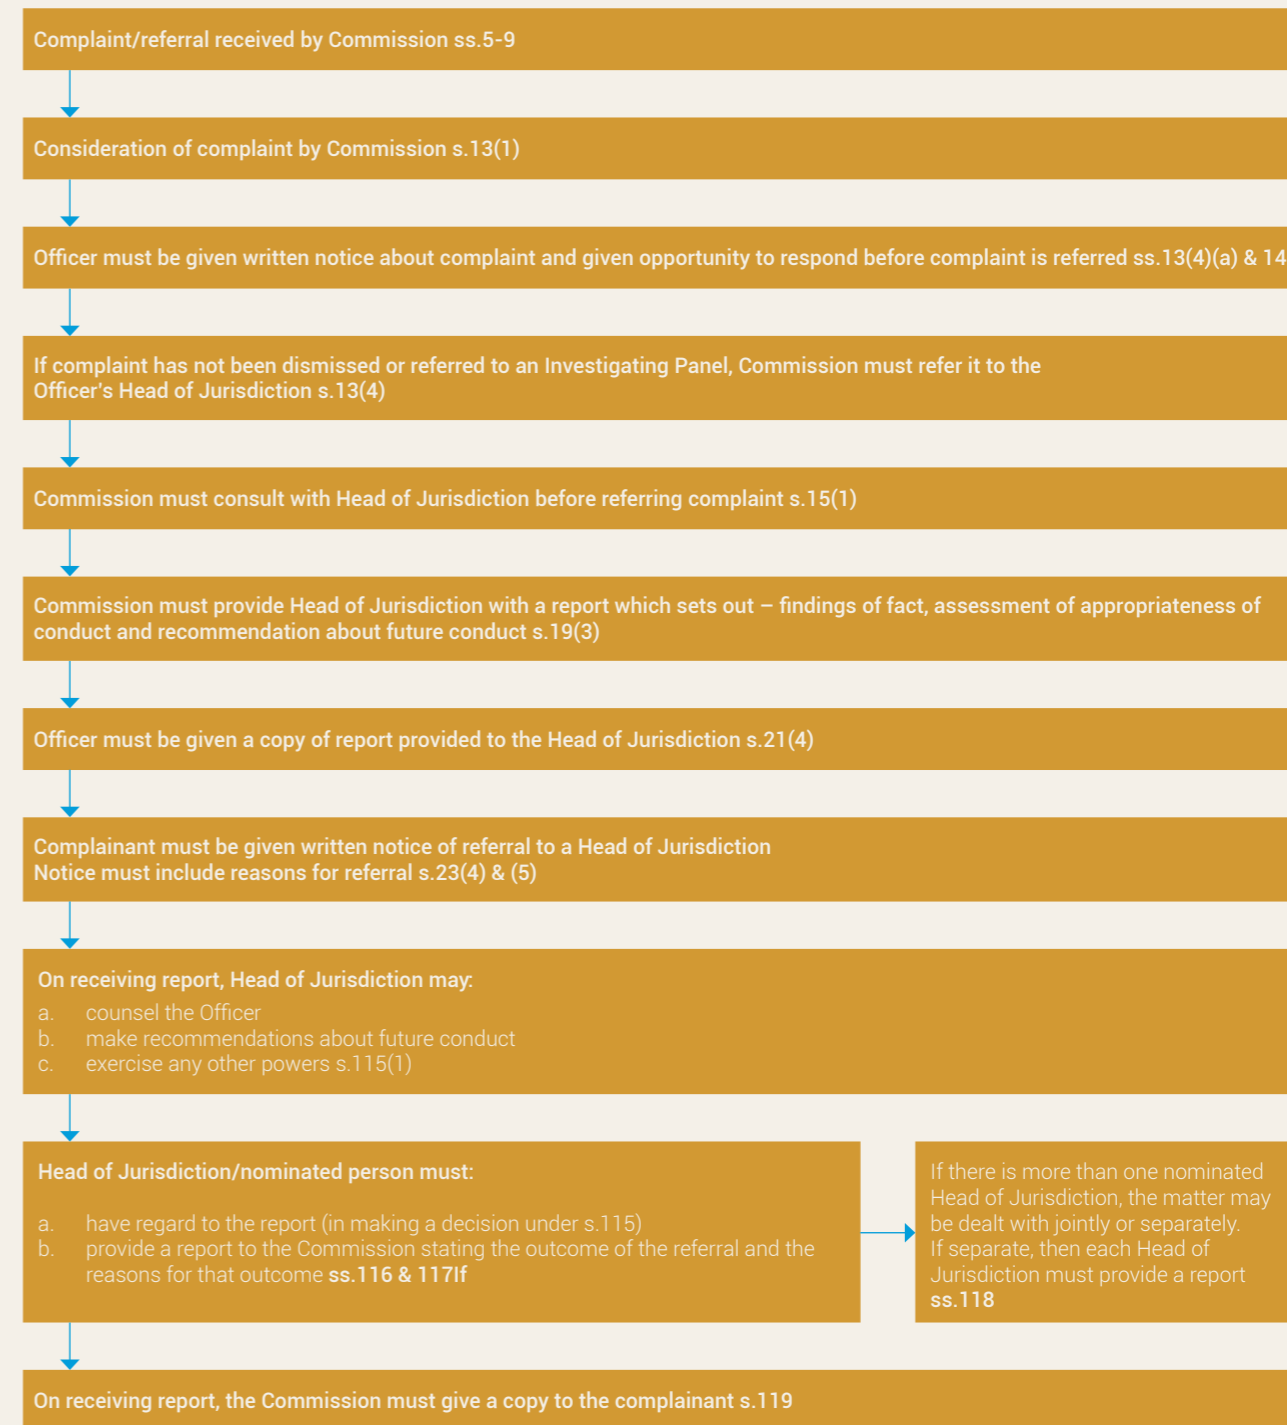 Complaint/referral received by Commission ss.5-9
Consideration of complaint by Commission s.13(1)
Officer must be given written notice about complaint and given opportunity to respond before complaint is referred ss.13(4)(a) & 14
If complaint has not been dismissed or referred to an Investigating Panel, Commission must refer it to the
Officer's Head of Jurisdiction s.13(4)
Commission must consult with Head of Jurisdiction before referring complaint s.15(1)
Commission must provide Head of Jurisdiction with a report which sets out – findings of fact, assessment of appropriateness of
conduct and recommendation about future conduct s.19(3)
Officer must be given a copy of report provided to the Head of Jurisdiction s.21(4)
Complainant must be given written notice of referral to a Head of Jurisdiction
Notice must include reasons for referral s.23(4) & (5)
On receiving report, Head of Jurisdiction may:
a. counsel the Officer
b. make recommendations about future conduct
c. exercise any other powers s.115(1)
Head of Jurisdiction/nominated person must:
a. have regard to the report (in making a decision under s.115)
b. provide a report to the Commission stating the outcome of the referral and the
reasons for that outcome ss.116 & 117If
If there is more than one nominated
Head of Jurisdiction, the matter may
be dealt with jointly or separately.
If separate, then each Head of
Jurisdiction must provide a report
ss.118
On receiving report, the Commission must give a copy to the complainant s.119